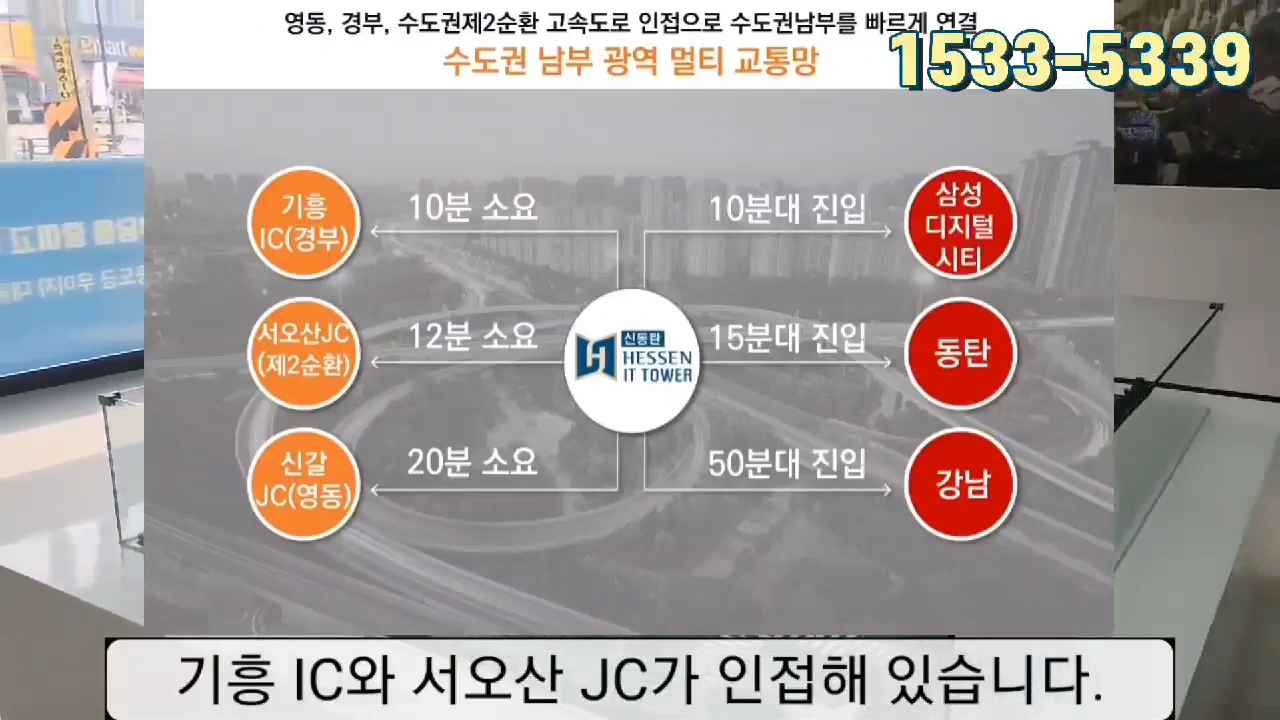 영동, 경부, 수도권제2순환 고속도로 인접으로 수도권남부를 빠르게 연결
수도권 남부 광역 멀티 교통망
1533-5339
기흥
IC(경부)
10분 소요
10분대 진입
삼성
디지털
시티
서오산JC
(제2순환)
12분 소요
신동탄
HESSEN
IT TOWER
15분대 진입
동탄
신갈
JC(영동)
20분 소요
50분대 진입
강남
기흥 IC와 서오산 JC가 인접해 있습니다.